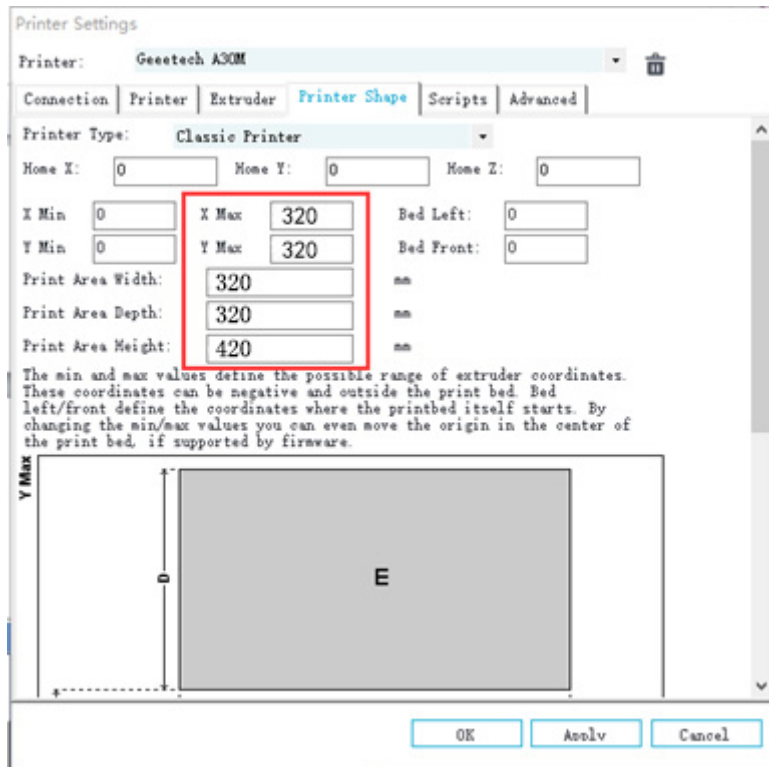 Printer Settings
Printer: Geeetech A30M
Connection Printer Extruder Printer Shape Scripts Advanced
Printer Type: Classic Printer
Home X: 0 Home Y: 0 Home Z: 0
X Min 0 X Max 320 Bed Left: 0
Y Min 0 Y Max 320 Bed Front: 0
Print Area Width: 320 mm
Print Area Depth: 320 mm
Print Area Height: 420 mm
The min and max values define the possible range of extruder coordinates.
These coordinates can be negative and outside the print bed. Bed
left/front define the coordinates where the printbed itself starts. By
changing the min/max values you can even move the origin in the center of
the print bed, if supported by firmware.
Y Max
D
E
OK Apply Cancel